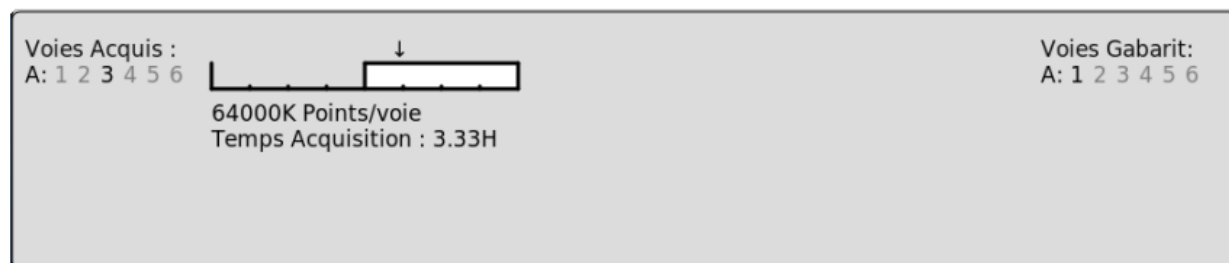 Voies Acquis :
A: 1 2 3 4 5 6
↓
64000K Points/voie
Temps Acquisition : 3.33H
Voies Gabarit:
A: 1 2 3 4 5 6